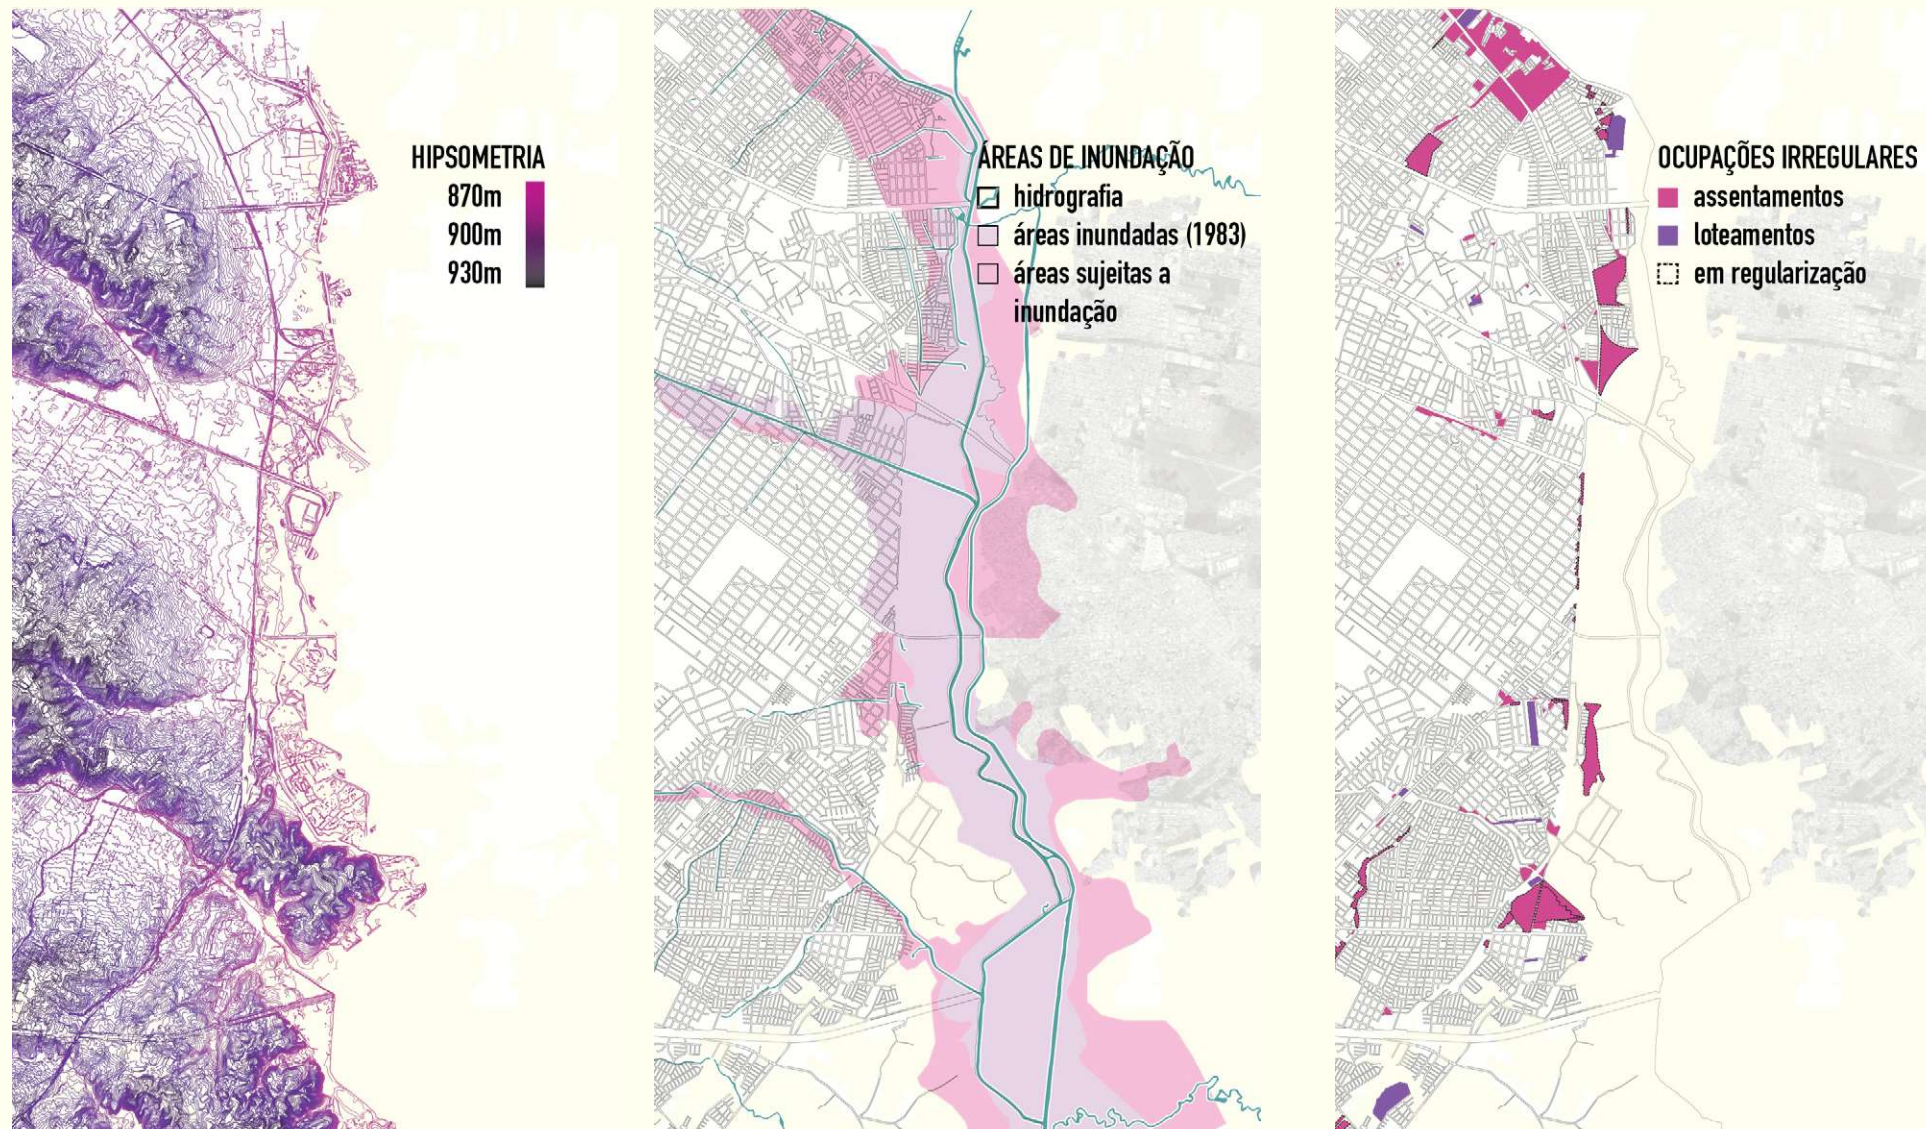 HIPSOMETRIA
870m
900m
930m
ÁREAS DE INUNDAÇÃO
hidrografia
áreas inundadas (1983)
áreas sujeitas a
inundação
OCUPAÇÕES IRREGULARES
assentamentos
loteamentos
em regularização